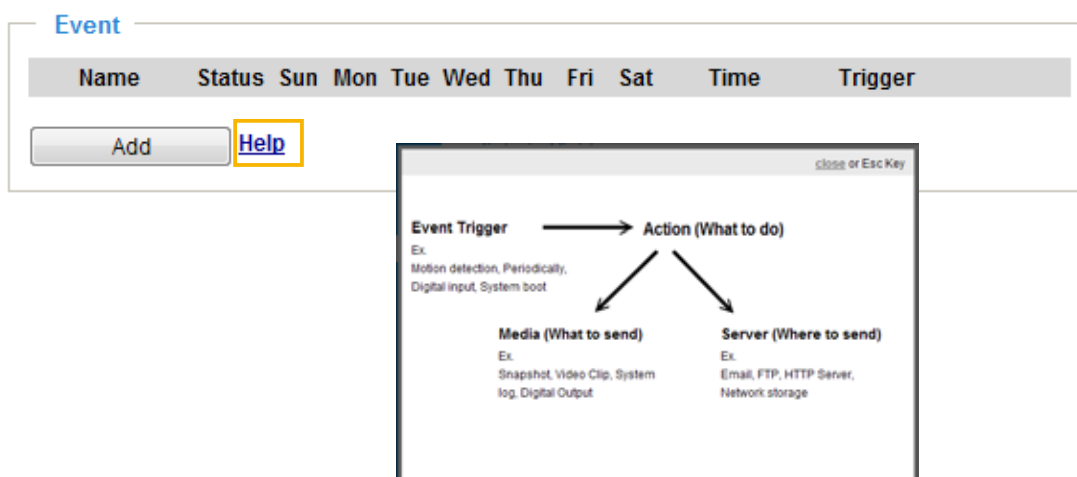 Event
Name Status Sun Mon Tue Wed Thu Fri Sat Time Trigger
Add Help
close or Esc Key
Event Trigger Action (What to do)
Ex.
Motion detection, Periodically,
Digital input, System boot
Media (What to send) Server (Where to send)
Ex. Ex.
Snapshot, Video Clip, System Email, FTP, HTTP Server,
log, Digital Output Network storage